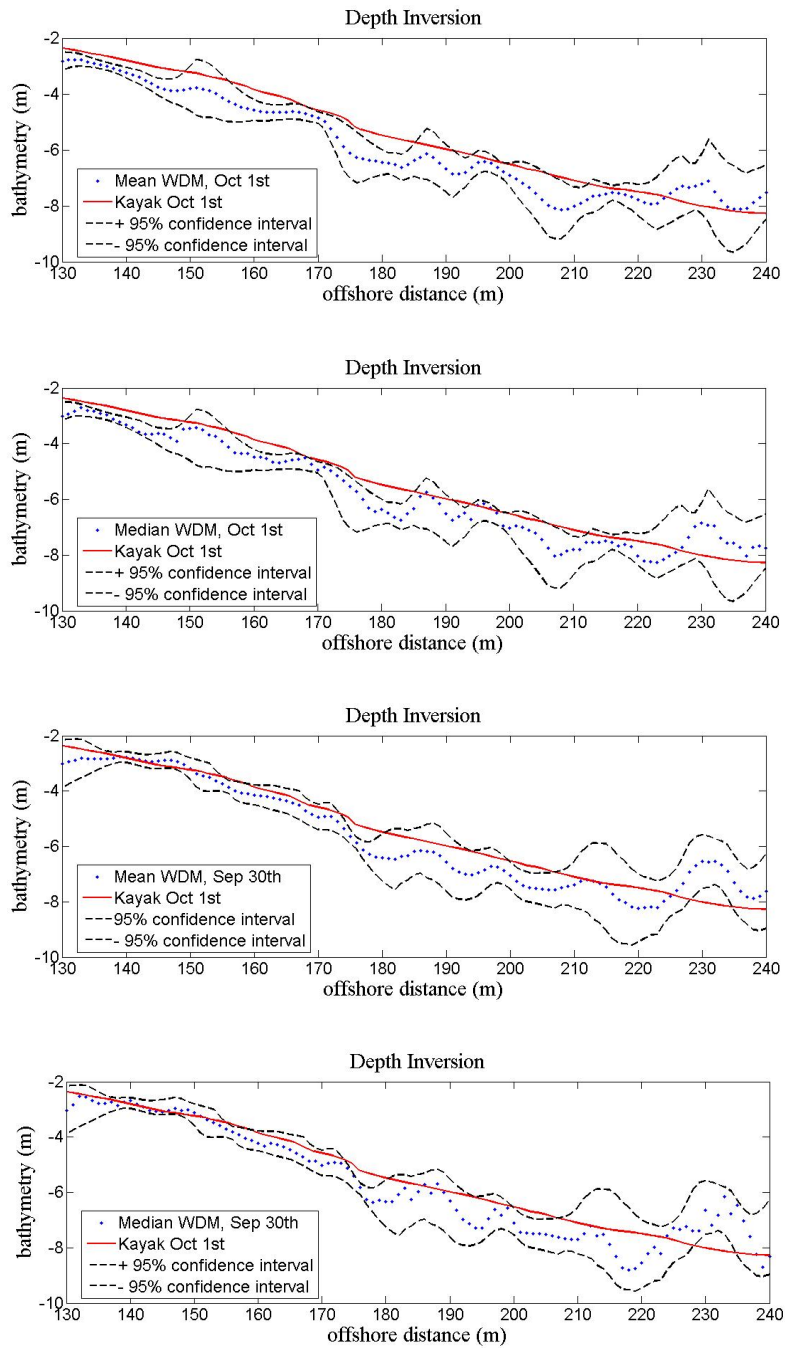 Depth Inversion
-2
-4
-6
-8
-10
bathymetry (m)
Mean WDM, Oct 1st
Kayak Oct 1st
+ 95% confidence interval
- 95% confidence interval
130 140 150 160 170 180 190 200 210 220 230 240
offshore distance (m)
Depth Inversion
-2
-4
-6
-8
-10
bathymetry (m)
Median WDM, Oct 1st
Kayak Oct 1st
+ 95% confidence interval
- 95% confidence interval
130 140 150 160 170 180 190 200 210 220 230 240
offshore distance (m)
Depth Inversion
-2
-4
-6
-8
-10
bathymetry (m)
Mean WDM, Sep 30th
Kayak Oct 1st
95% confidence interval
- 95% confidence interval
130 140 150 160 170 180 190 200 210 220 230 240
offshore distance (m)
Depth Inversion
-2
-4
-6
-8
-10
bathymetry (m)
Median WDM, Sep 30th
Kayak Oct 1st
+ 95% confidence interval
- 95% confidence interval
130 140 150 160 170 180 190 200 210 220 230 240
offshore distance (m)